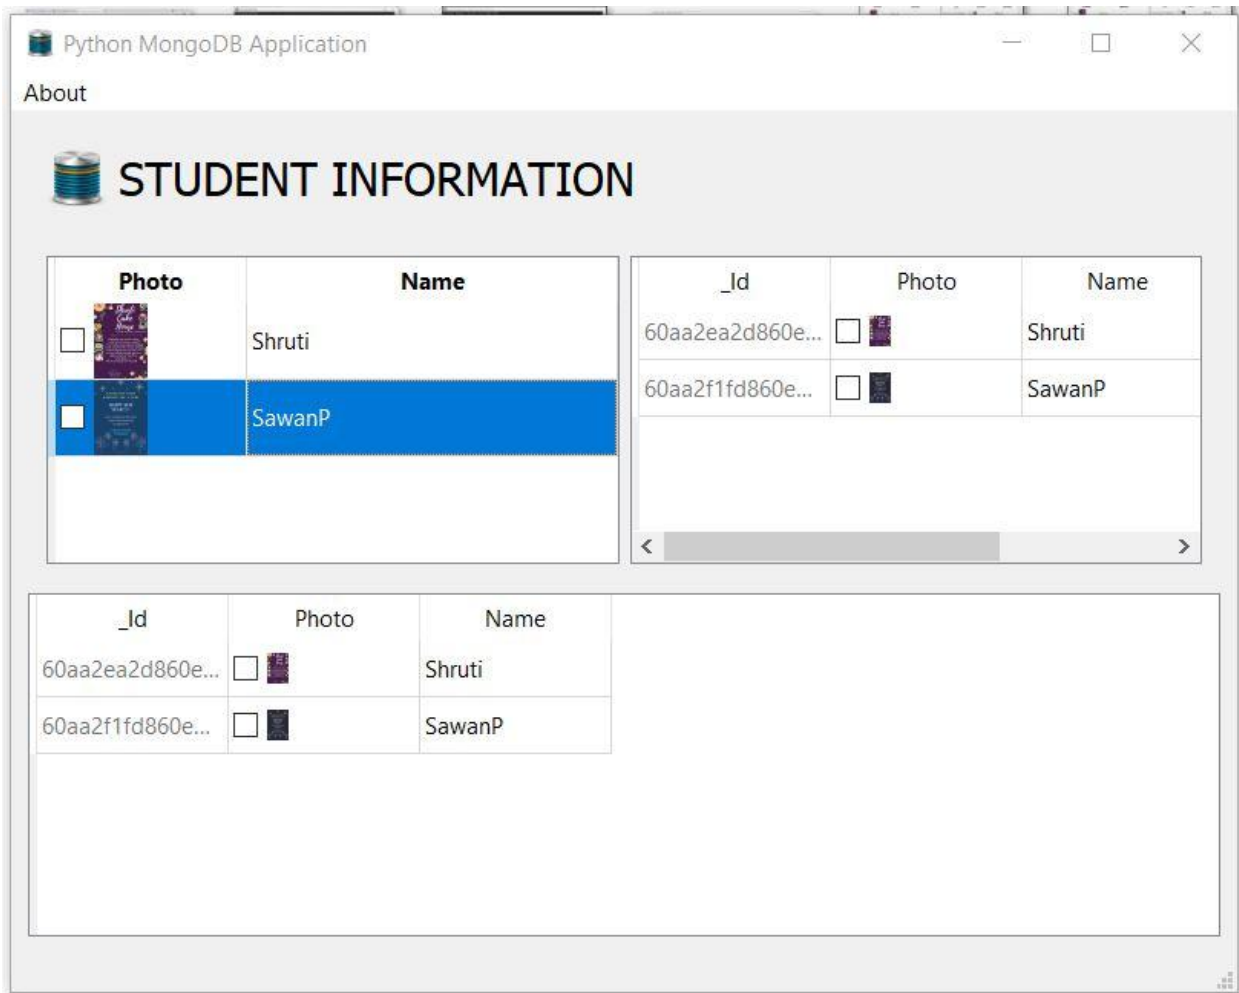 Python MongoDB Application
About
STUDENT INFORMATION
Photo Name
Shruti
SawanP
_Id Photo Name
60aa2ea2d860e... Shruti
60aa2f1fd860e... SawanP
_Id Photo Name
60aa2ea2d860e... Shruti
60aa2f1fd860e... SawanP